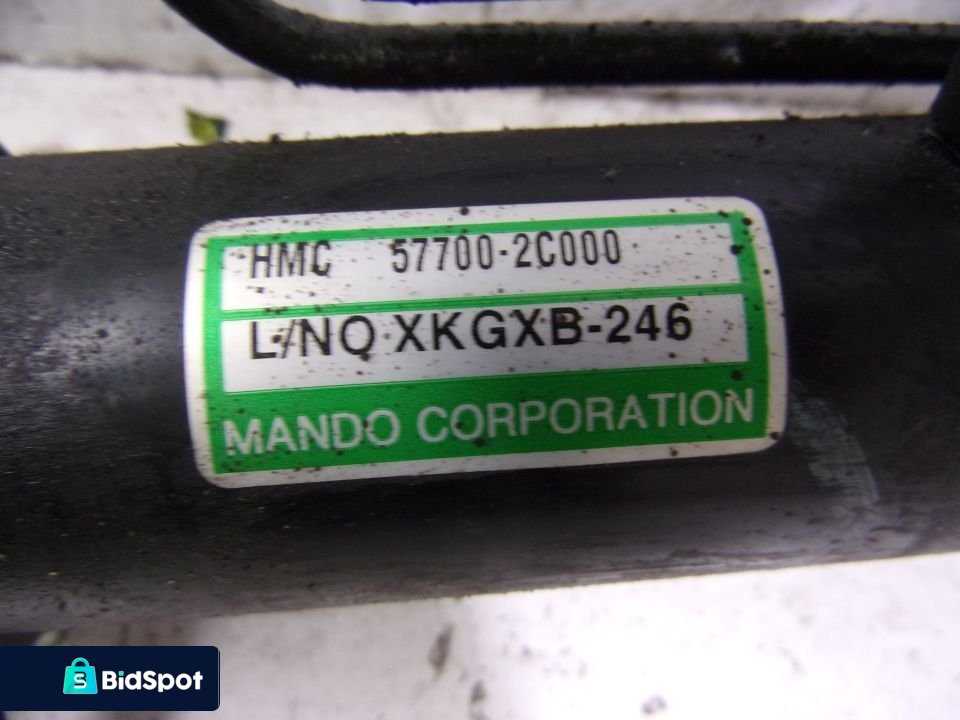 HMC 57700-2C000
L/NO XKGXB-246
MANDO CORPORATION
S BidSpot